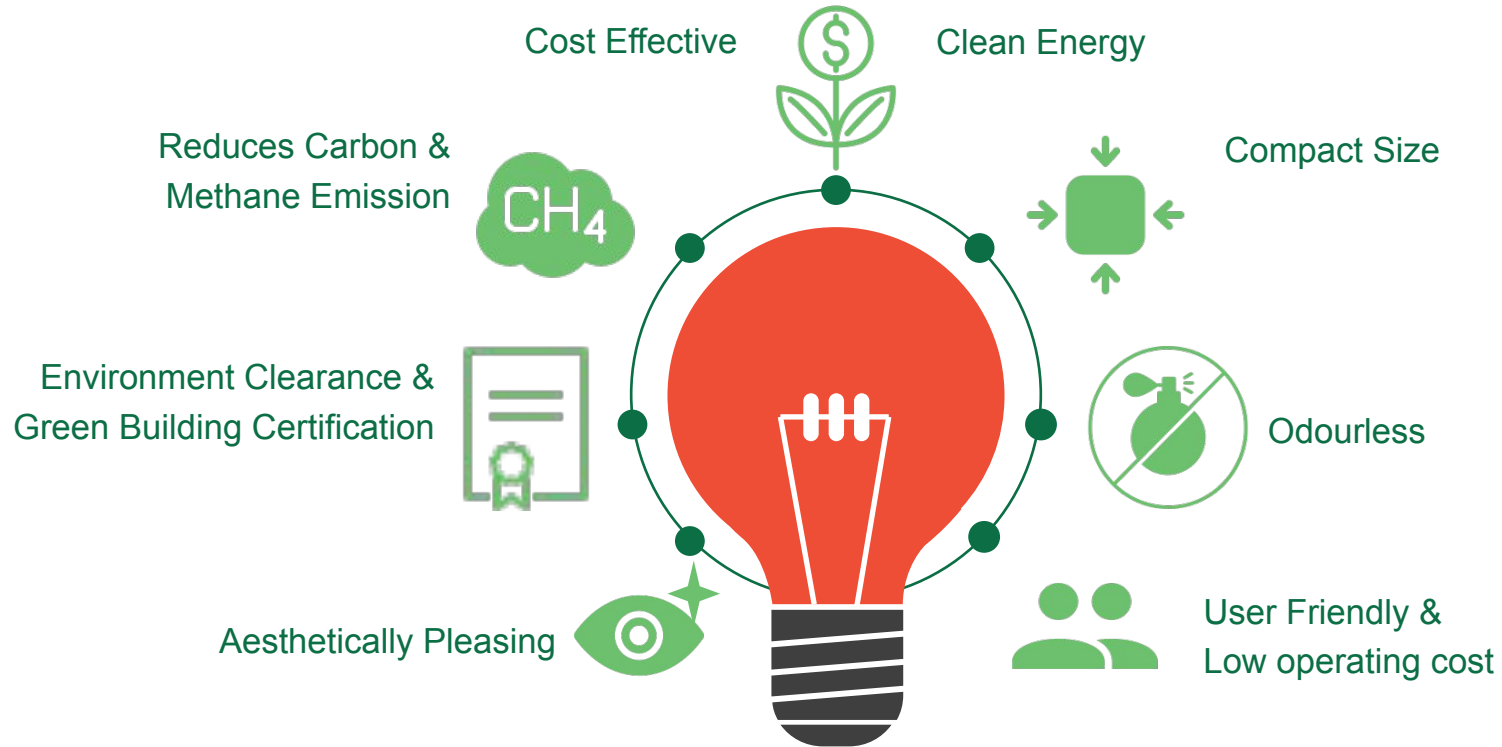 Cost Effective
Clean Energy
Reduces Carbon &
Methane Emission
CH4
Compact Size
Environment Clearance &
Green Building Certification
Odourless
Aesthetically Pleasing
User Friendly &
Low operating cost
$